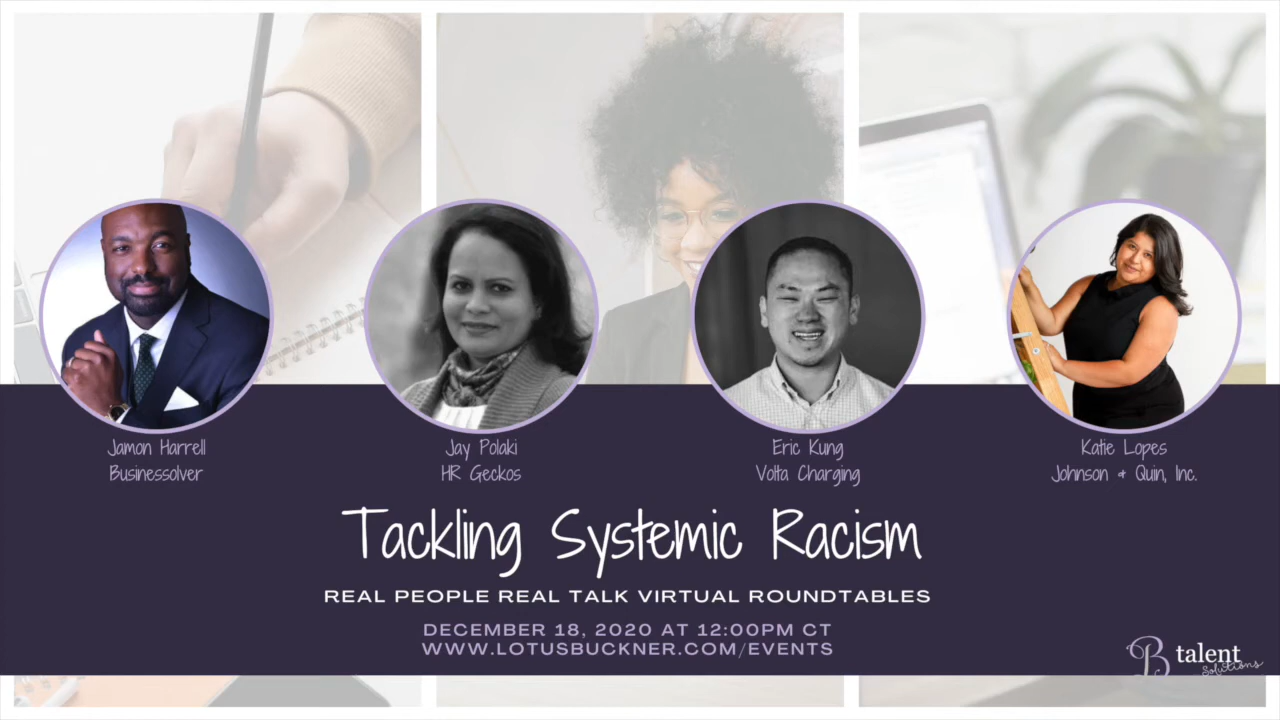 Jamon Harrell
Businessolver
Jay Polaki
HR Geckos
Eric Kung
Volta Charging
Katie Lopes
Johnson + Quin, Inc.
Tackling Systemic Racism
REAL PEOPLE REAL TALK VIRTUAL ROUNDTABLES
DECEMBER 18, 2020 AT 12:00PM CT
WWW.LOTUSBUCKNER.COM/EVENTS
B talent
Solutions